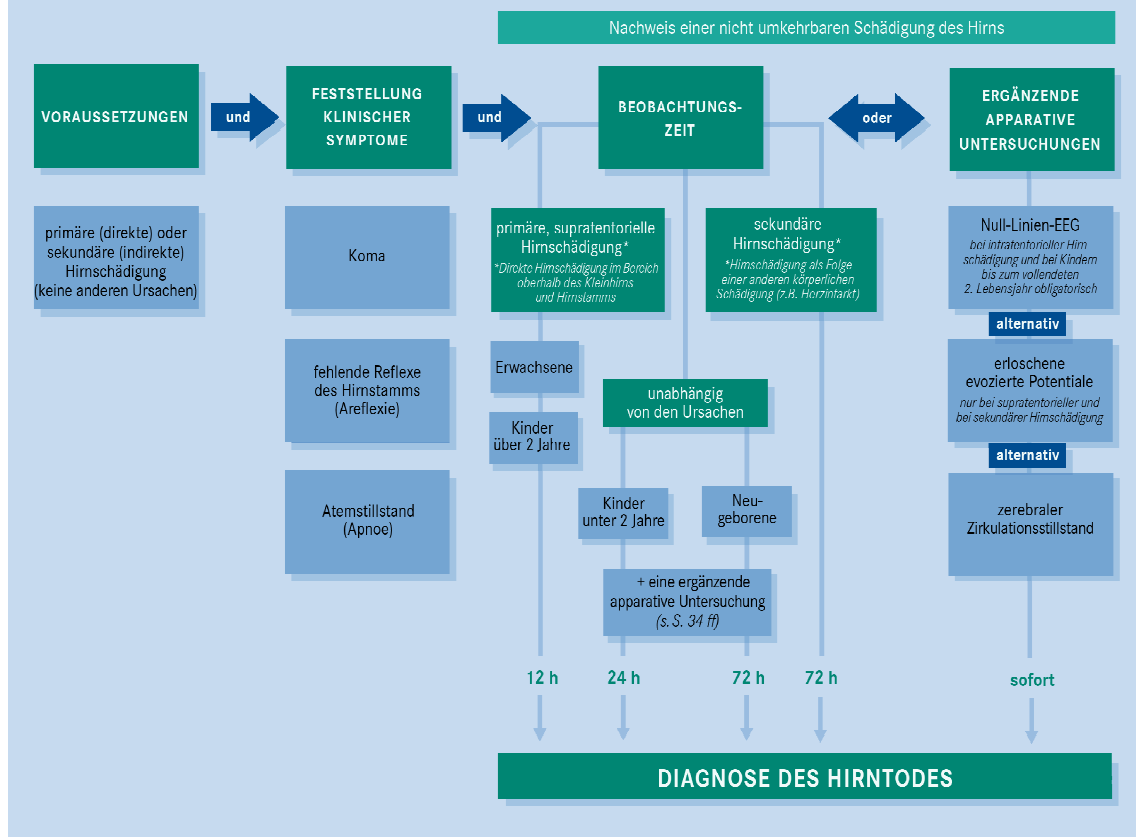 Nachweis einer nicht umkehrbaren Schädigung des Hirns
VORAUSSETZUNGEN
und
FESTSTELLUNG
KLINISCHER
SYMPTOME
und
BEOBACHTUNGS-
ZEIT
oder
ERGÄNZENDE
APPARATIVE
UNTERSUCHUNGEN
primäre (direkte) oder
sekundäre (indirekte)
Hirnschädigung
(keine anderen Ursachen)
Koma
fehlende Reflexe
des Hirnstamms
(Areflexie)
Atemstillstand
(Apnoe)
primäre, supratentorielle
Hirnschädigung*
*Direkte Hirnschädigung im Bereich
oberhalb des Kleinhirns
und Hirnstamms
Erwachsene
Kinder
über 2 Jahre
unabhängig
von den Ursachen
Kinder
unter 2 Jahre
Neu-
geborene
+ eine ergänzende
apparative Untersuchung
(s. S. 34 ff)
sekundäre
Hirnschädigung*
*Hirnschädigung als Folge
einer anderen körperlichen
Schädigung (z.B. Herzinfarkt)
Null-Linien-EEG
bei intratentorieller Hirn
schädigung und bei Kindern
bis zum vollendeten
2. Lebensjahr obligatorisch
alternativ
erloschene
evozierte Potentiale
nur bei supratentorieller und
bei sekundärer Hirnschädigung
alternativ
zerebraler
Zirkulationsstillstand
12 h
24 h
72 h
72 h
sofort
DIAGNOSE DES HIRNTODES